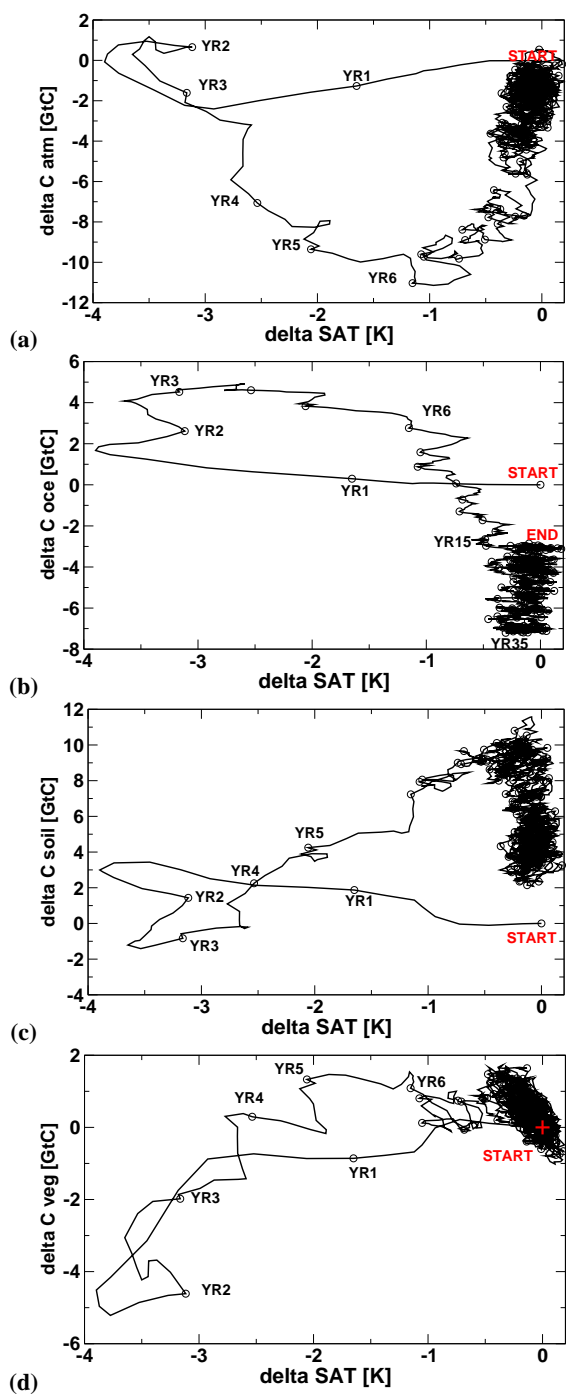 2
0
-2
-4
-6
-8
-10
-12
delta C atm [GtC]
YR2
START
YR3
YR1
YR4
YR5
YR6
-4 -3 -2 -1 0
delta SAT [K]
(a)
6
4
2
0
-2
-4
-6
-8
delta C oce [GtC]
YR3
YR6
YR2
START
YR1
YR15
END
YR35
-4 -3 -2 -1 0
delta SAT [K]
(b)
12
10
8
6
4
2
0
-2
-4
delta C soil [GtC]
YR5
YR4
YR2
YR1
START
YR3
-4 -3 -2 -1 0
delta SAT [K]
(c)
2
0
-2
-4
-6
delta C veg [GtC]
YR5
YR4
YR6
START
YR1
YR3
YR2
-4 -3 -2 -1 0
delta SAT [K]
(d)